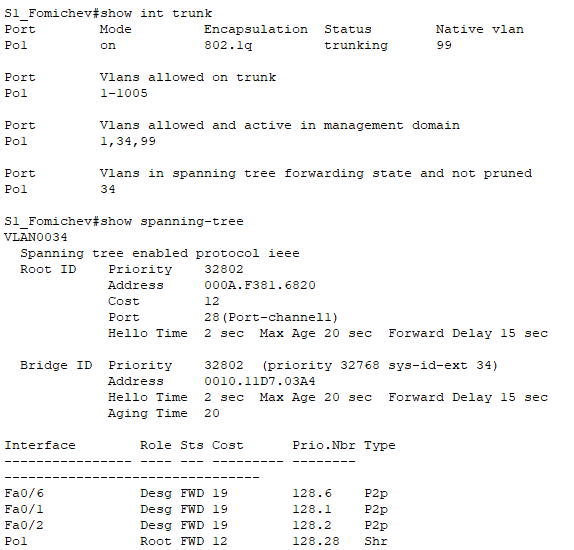 S1_Fomichev#show int trunk
Port        Mode         Encapsulation  Status        Native vlan
Po1         on           802.1q         trunking      99

Port        Vlans allowed on trunk
Po1         1-1005

Port        Vlans allowed and active in management domain
Po1         1,34,99

Port        Vlans in spanning tree forwarding state and not pruned
Po1         34

S1_Fomichev#show spanning-tree
VLAN0034
  Spanning tree enabled protocol ieee
  Root ID    Priority    32802
             Address     000A.F381.6820
             Cost        12
             Port        28(Port-channel1)
             Hello Time  2 sec  Max Age 20 sec  Forward Delay 15 sec

  Bridge ID  Priority    32802  (priority 32768 sys-id-ext 34)
             Address     0010.11D7.03A4
             Hello Time  2 sec  Max Age 20 sec  Forward Delay 15 sec
             Aging Time  20

Interface        Role Sts Cost      Prio.Nbr Type
---------------- ---- --- --------- --------
--------------------------------
Fa0/6            Desg FWD 19        128.6    P2p
Fa0/1            Desg FWD 19        128.1    P2p
Fa0/2            Desg FWD 19        128.2    P2p
Po1              Root FWD 12        128.28   Shr